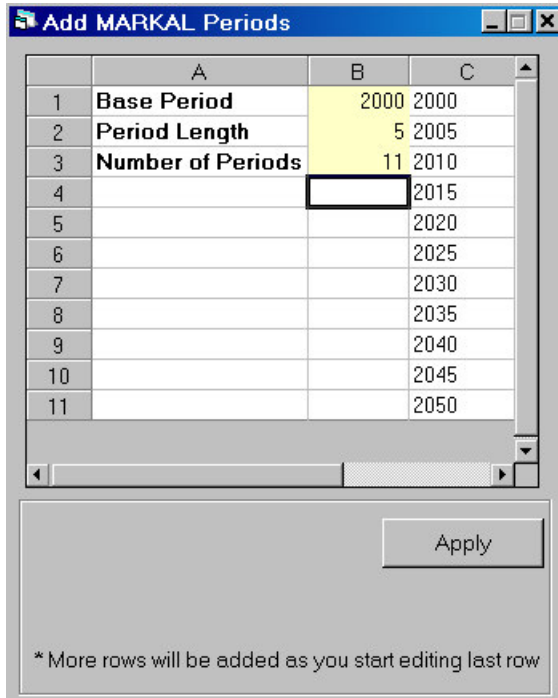 Add MARKAL Periods
A B C
1 Base Period 2000 2000
2 Period Length 5 2005
3 Number of Periods 11 2010
4 2015
5 2020
6 2025
7 2030
8 2035
9 2040
10 2045
11 2050
Apply
* More rows will be added as you start editing last row